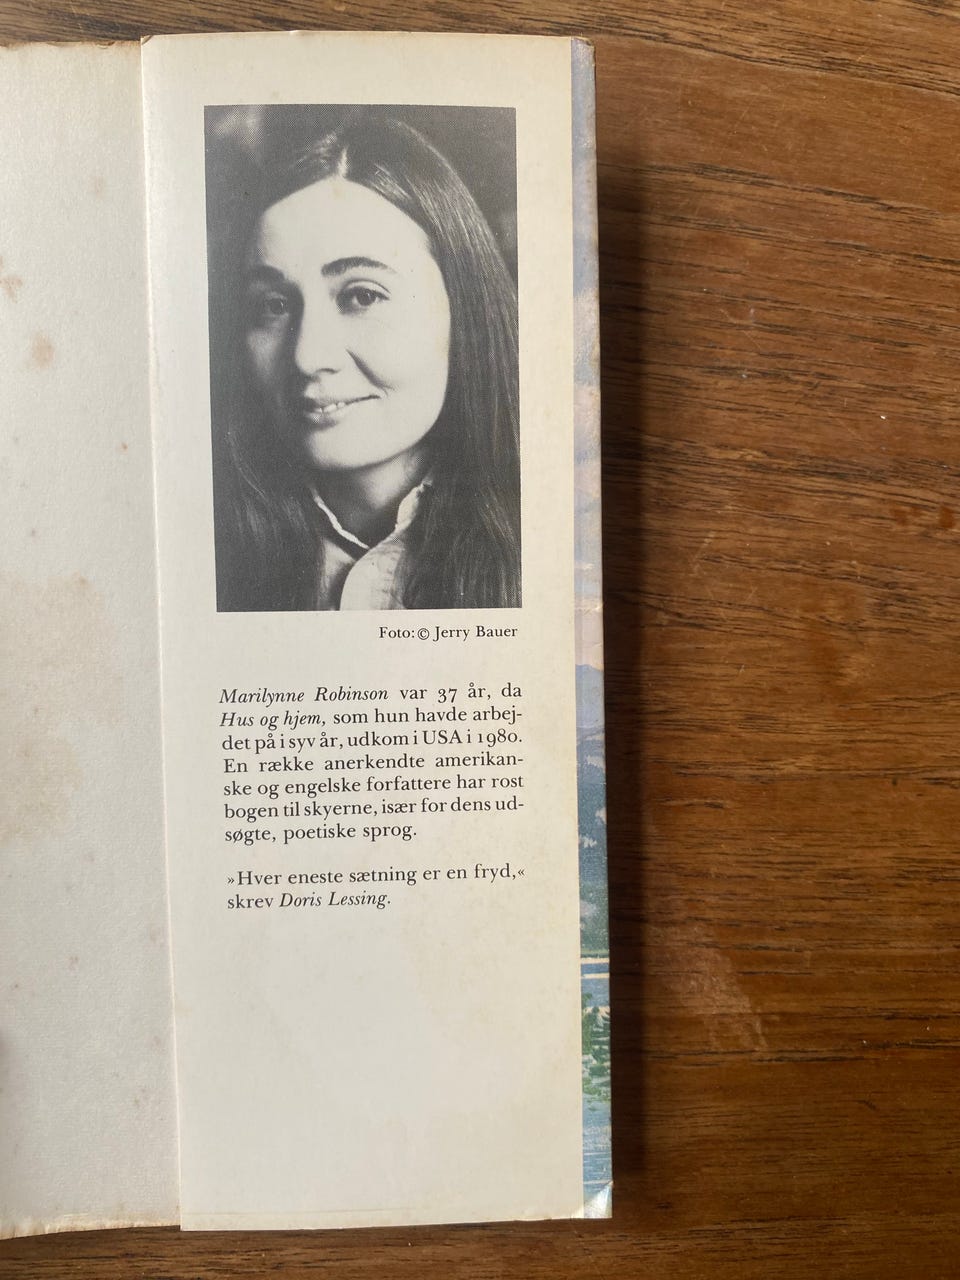 Foto: © Jerry Bauer
Marilynne Robinson var 37 år, da
Hus og hjem, som hun havde arbej-
det på i syv år, udkom i USA i 1980.
En række anerkendte amerikan-
ske og engelske forfattere har rost
bogen til skyerne, især for dens ud-
søgte, poetiske sprog.
»Hver eneste sætning er en fryd,«
skrev Doris Lessing.